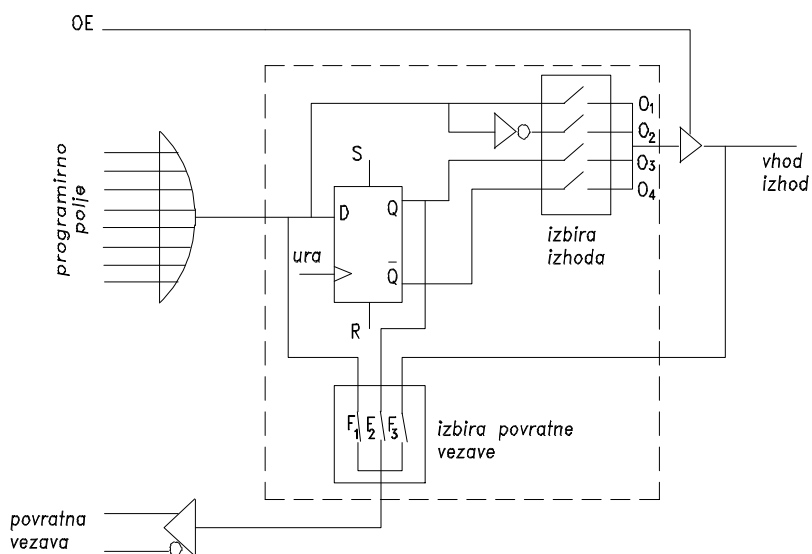 OE
O1
O2
O3
O4
vhod
izhod
programirno
polje
S
D
Q
ura
Q̅
R
izbira
izhoda
F1
F2
F3
izbira povratne
vezave
povratna
vezava